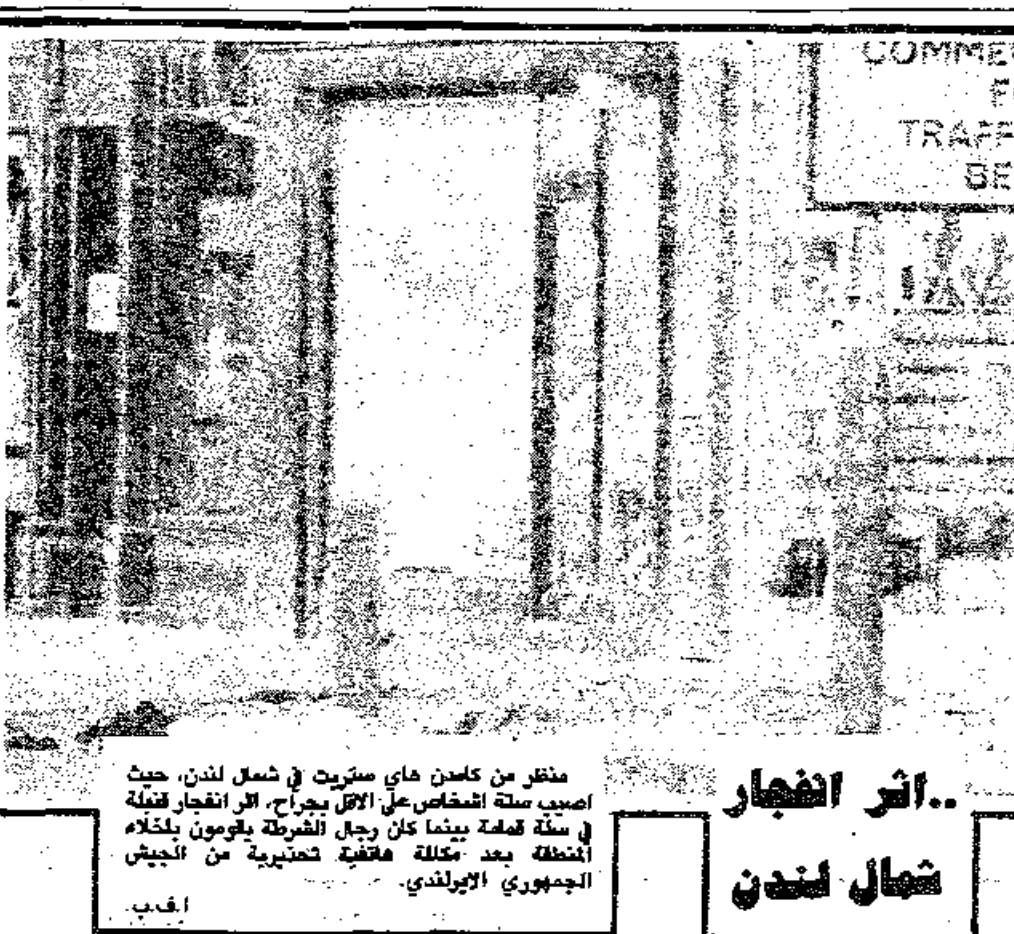 COMME
TRAFF
..اثر انفجار
شمال لندن
منظر من كامدن هاي ستريت في شمال لندن، حيث
اصيب ستة اشخاص على الاقل بجراح، اثر انفجار قنبلة
في سلة قمامة بينما كان رجال الشرطة يقومون باخلاء
المنطقة بعد مكالمة هاتفية تحذيرية من الجيش
الجمهوري الايرلندي.
ا.ف.ب.